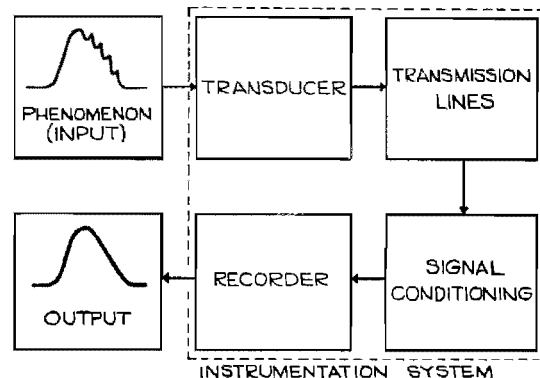 PHENOMENON
(INPUT)
TRANSDUCER
TRANSMISSION
LINES
OUTPUT
RECORDER
SIGNAL
CONDITIONING
INSTRUMENTATION SYSTEM